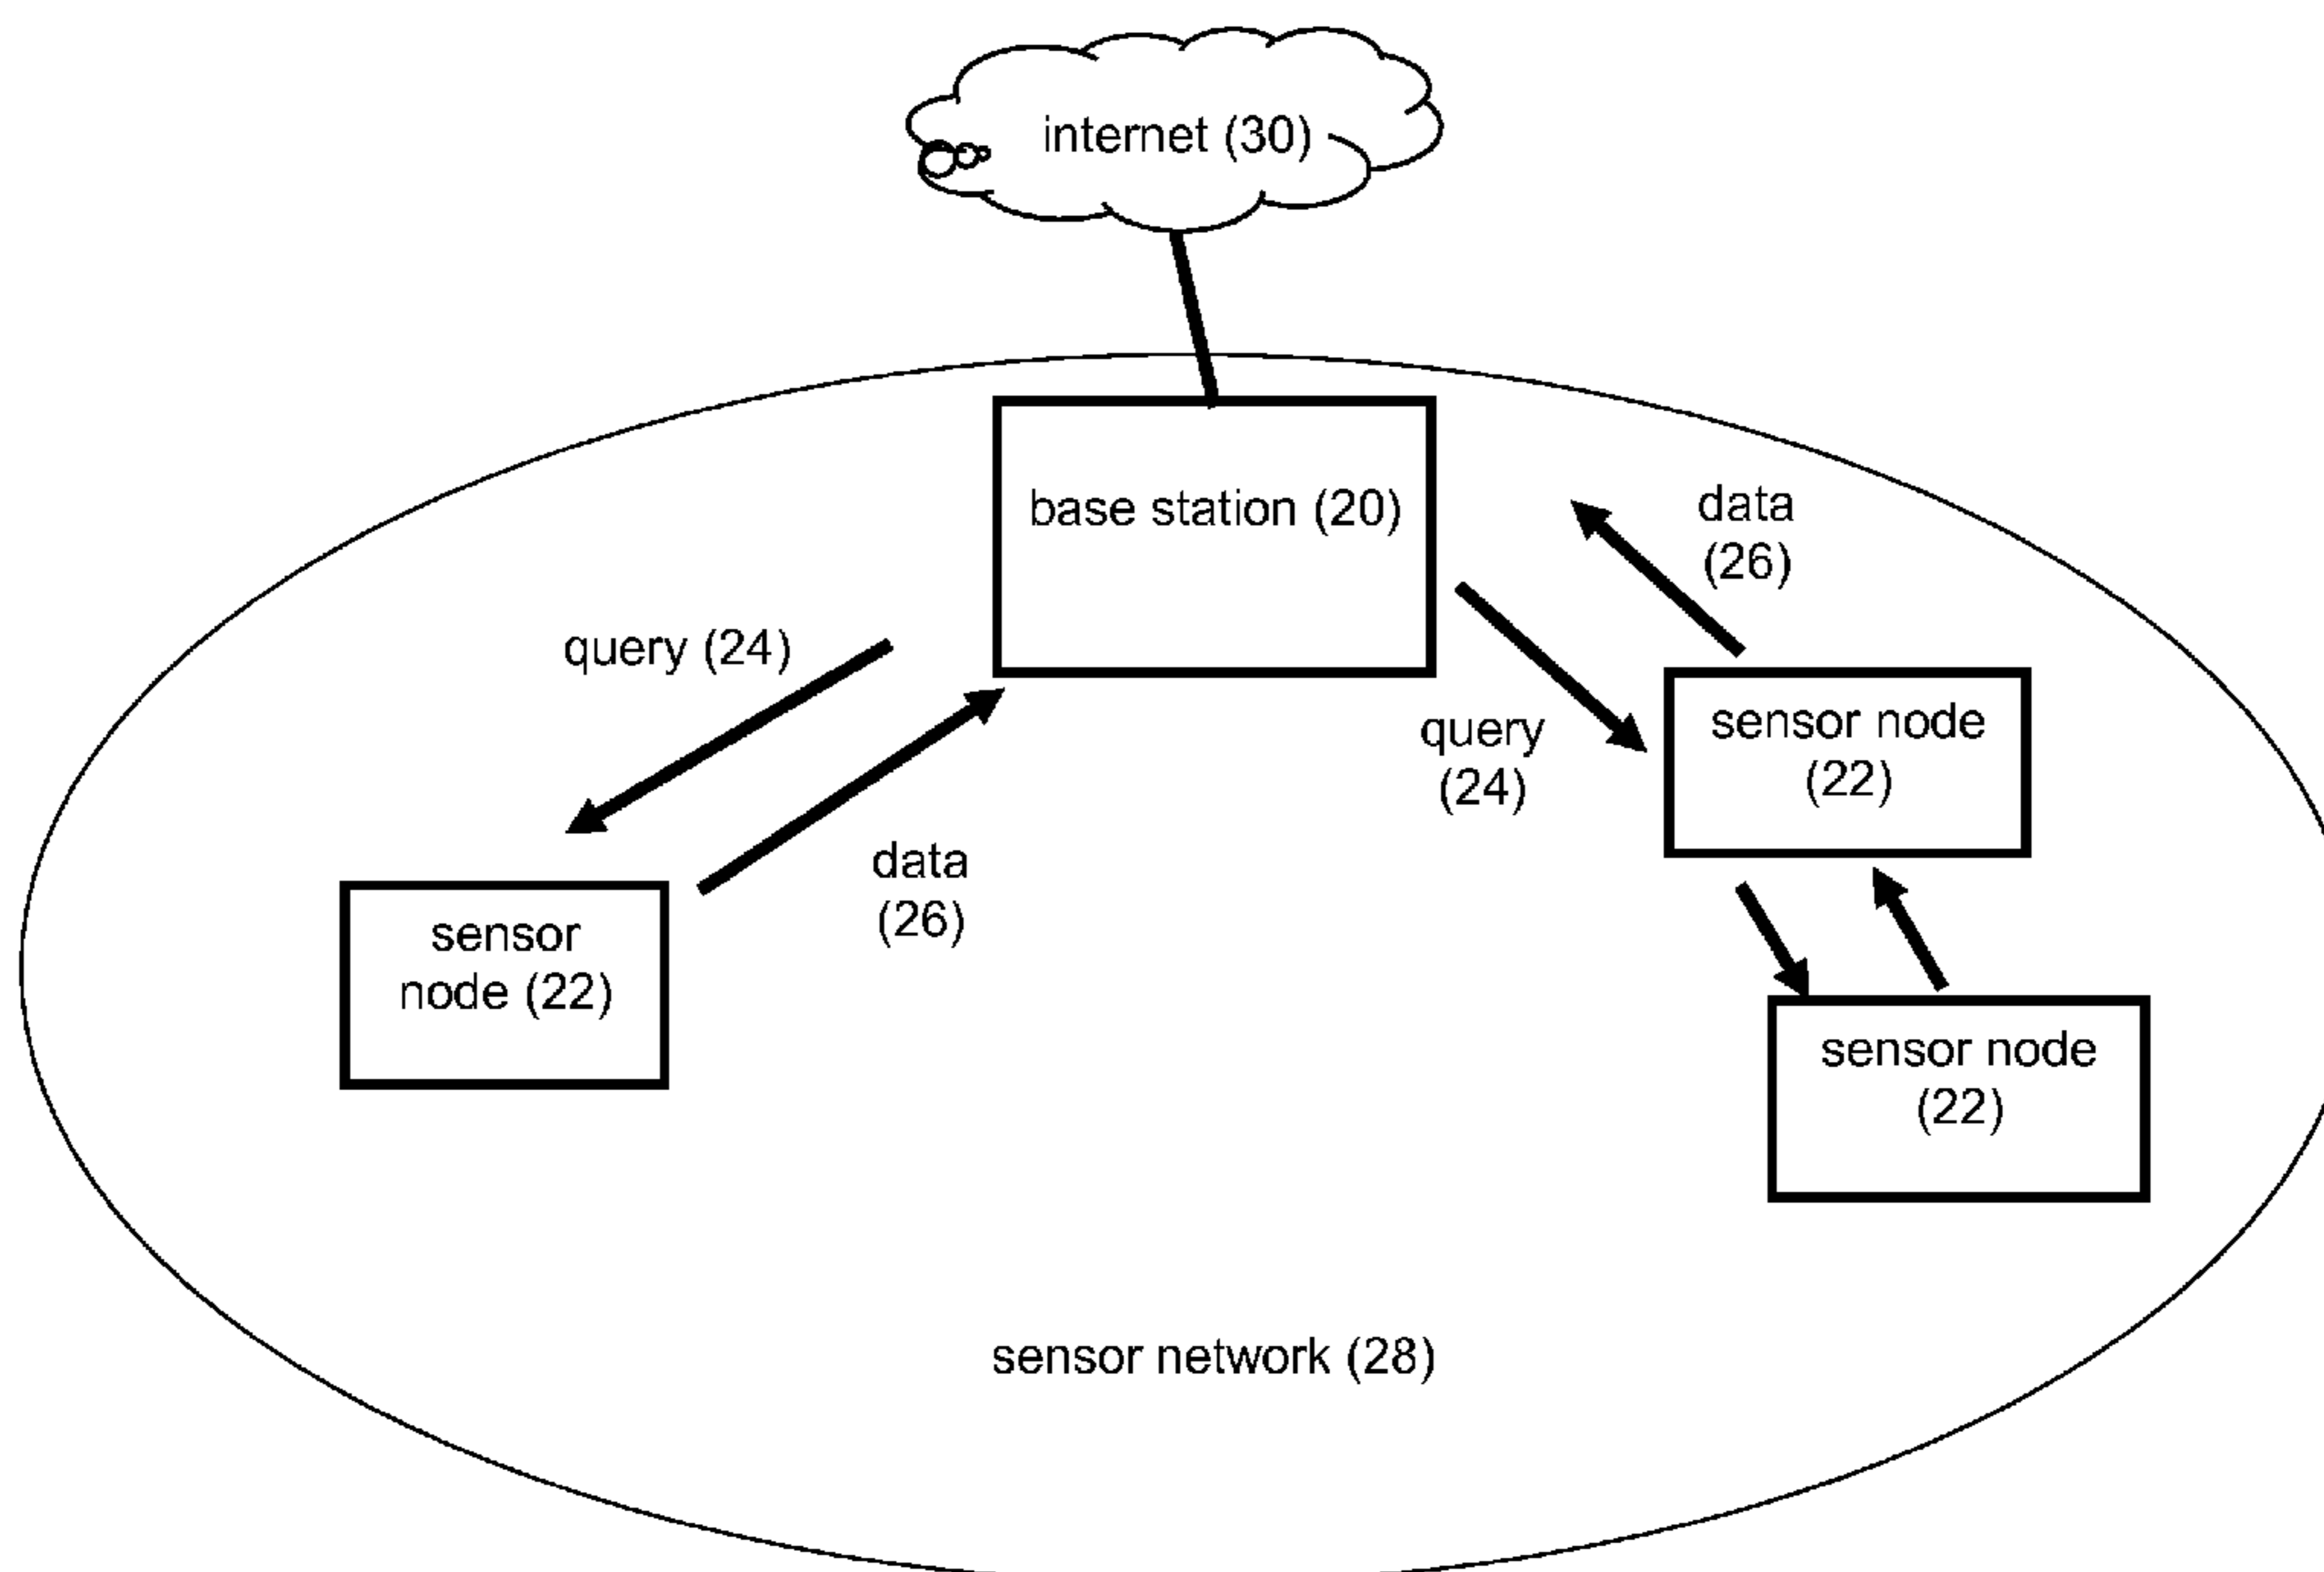 internet (30)
base station (20)
data
(26)
query (24)
query
(24)
sensor node
(22)
data
(26)
sensor
node (22)
sensor node
(22)
sensor network (28)